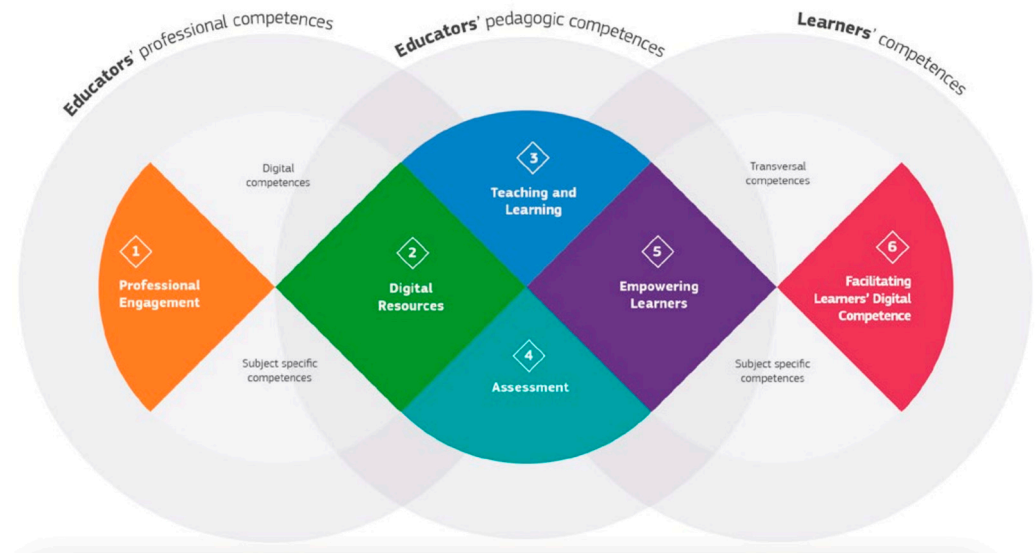 Educators' professional competences
Educators' pedagogic competences
Learners' competences
Digital
competences
Transversal
competences
1
Professional
Engagement
2
Digital
Resources
3
Teaching and
Learning
4
Assessment
5
Empowering
Learners
6
Facilitating
Learners' Digital
Competence
Subject specific
competences
Subject specific
competences